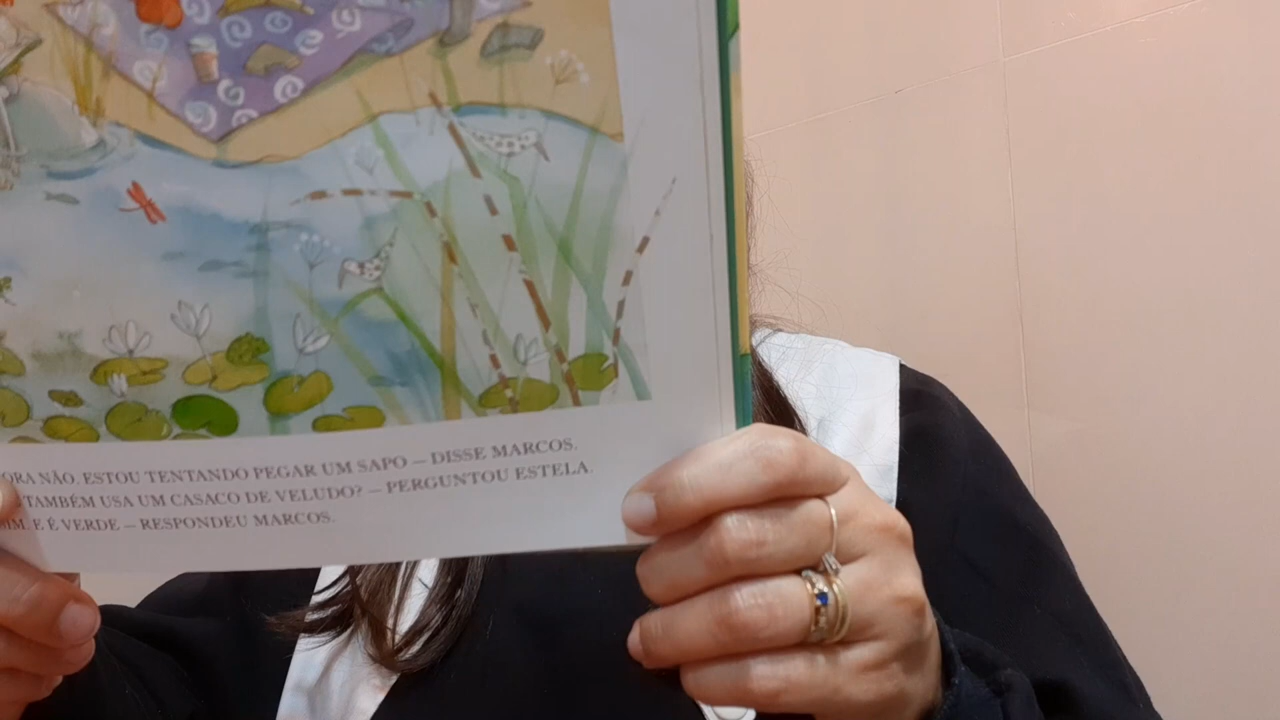 ORA NÃO. ESTOU TENTANDO PEGAR UM SAPO – DISSE MARCOS.
TAMBÉM USA UM CASACO DE VELUDO? – PERGUNTOU ESTELA.
SIM. E É VERDE – RESPONDEU MARCOS.